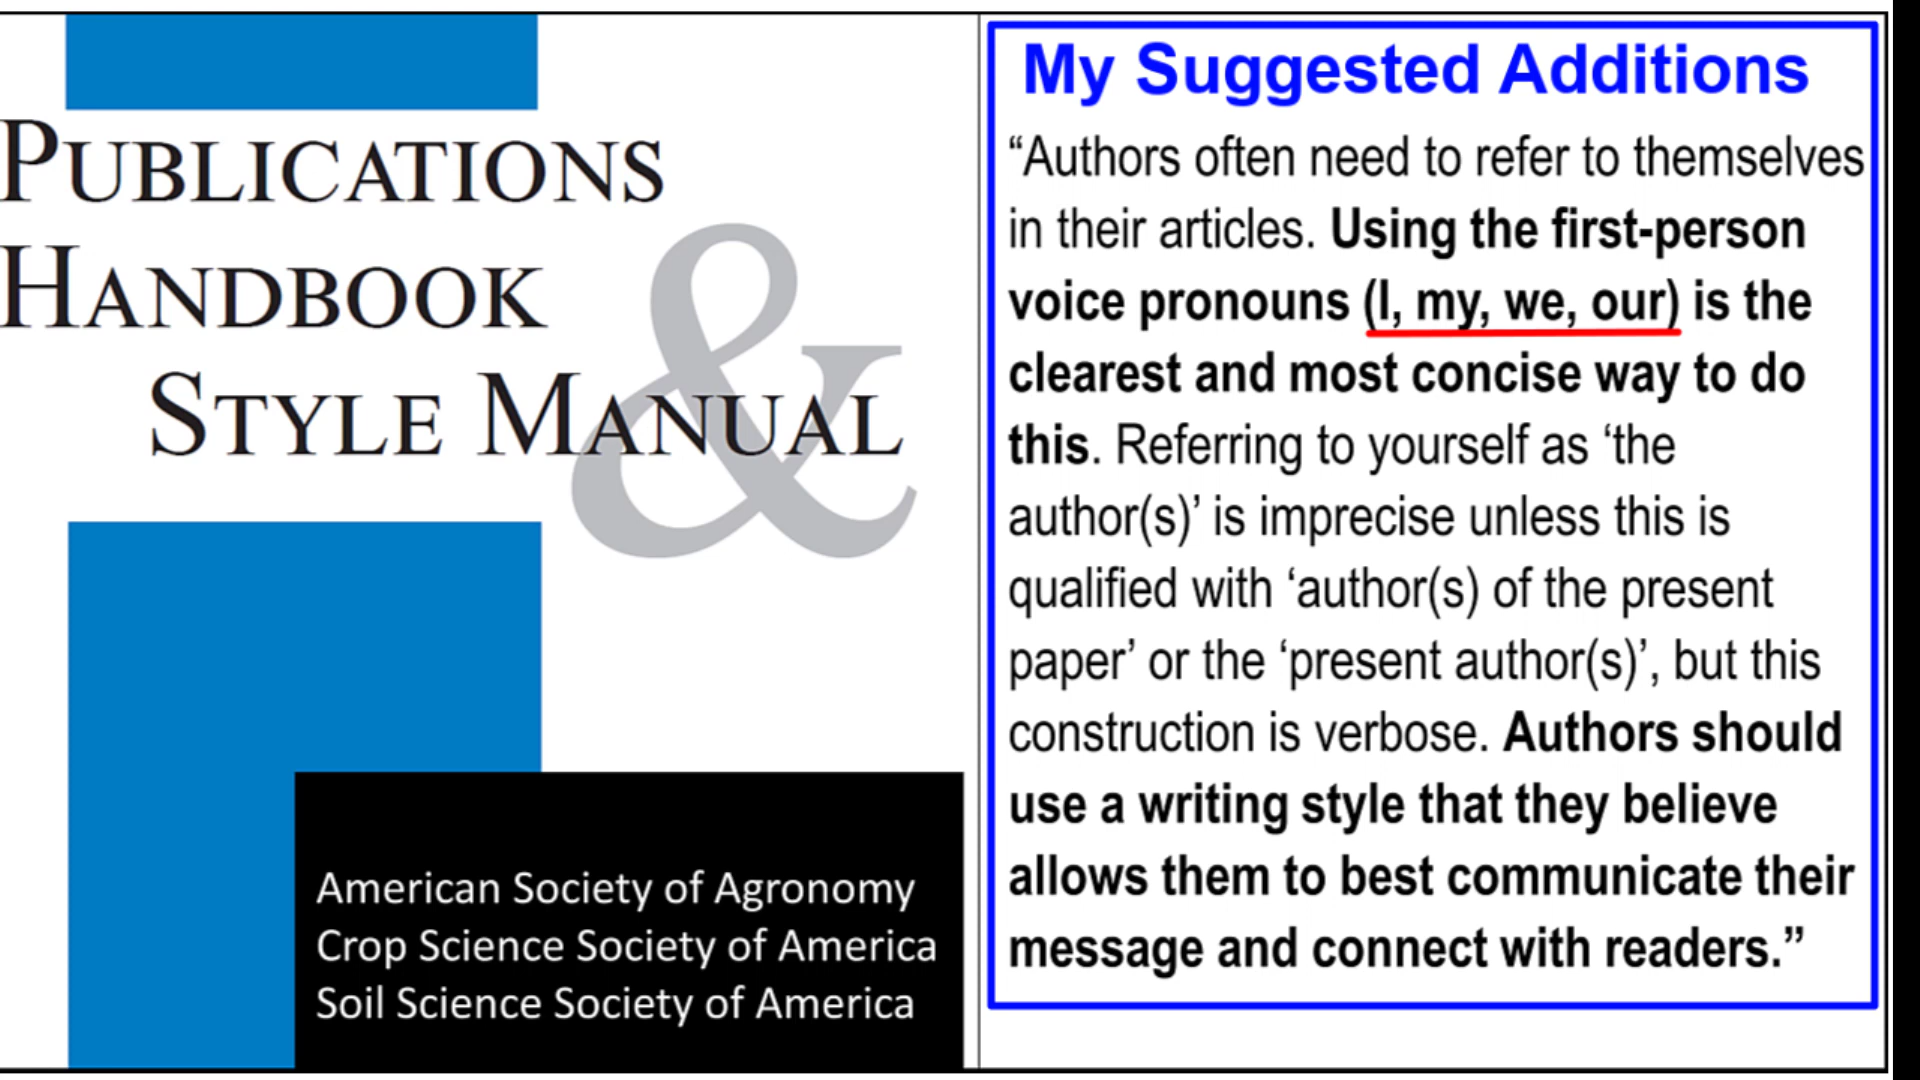 PUBLICATIONS
HANDBOOK
&
STYLE MANUAL
American Society of Agronomy
Crop Science Society of America
Soil Science Society of America
My Suggested Additions
“Authors often need to refer to themselves
in their articles. Using the first-person
voice pronouns (I, my, we, our) is the
clearest and most concise way to do
this. Referring to yourself as ‘the
author(s)’ is imprecise unless this is
qualified with ‘author(s) of the present
paper’ or the ‘present author(s)’, but this
construction is verbose. Authors should
use a writing style that they believe
allows them to best communicate their
message and connect with readers.”